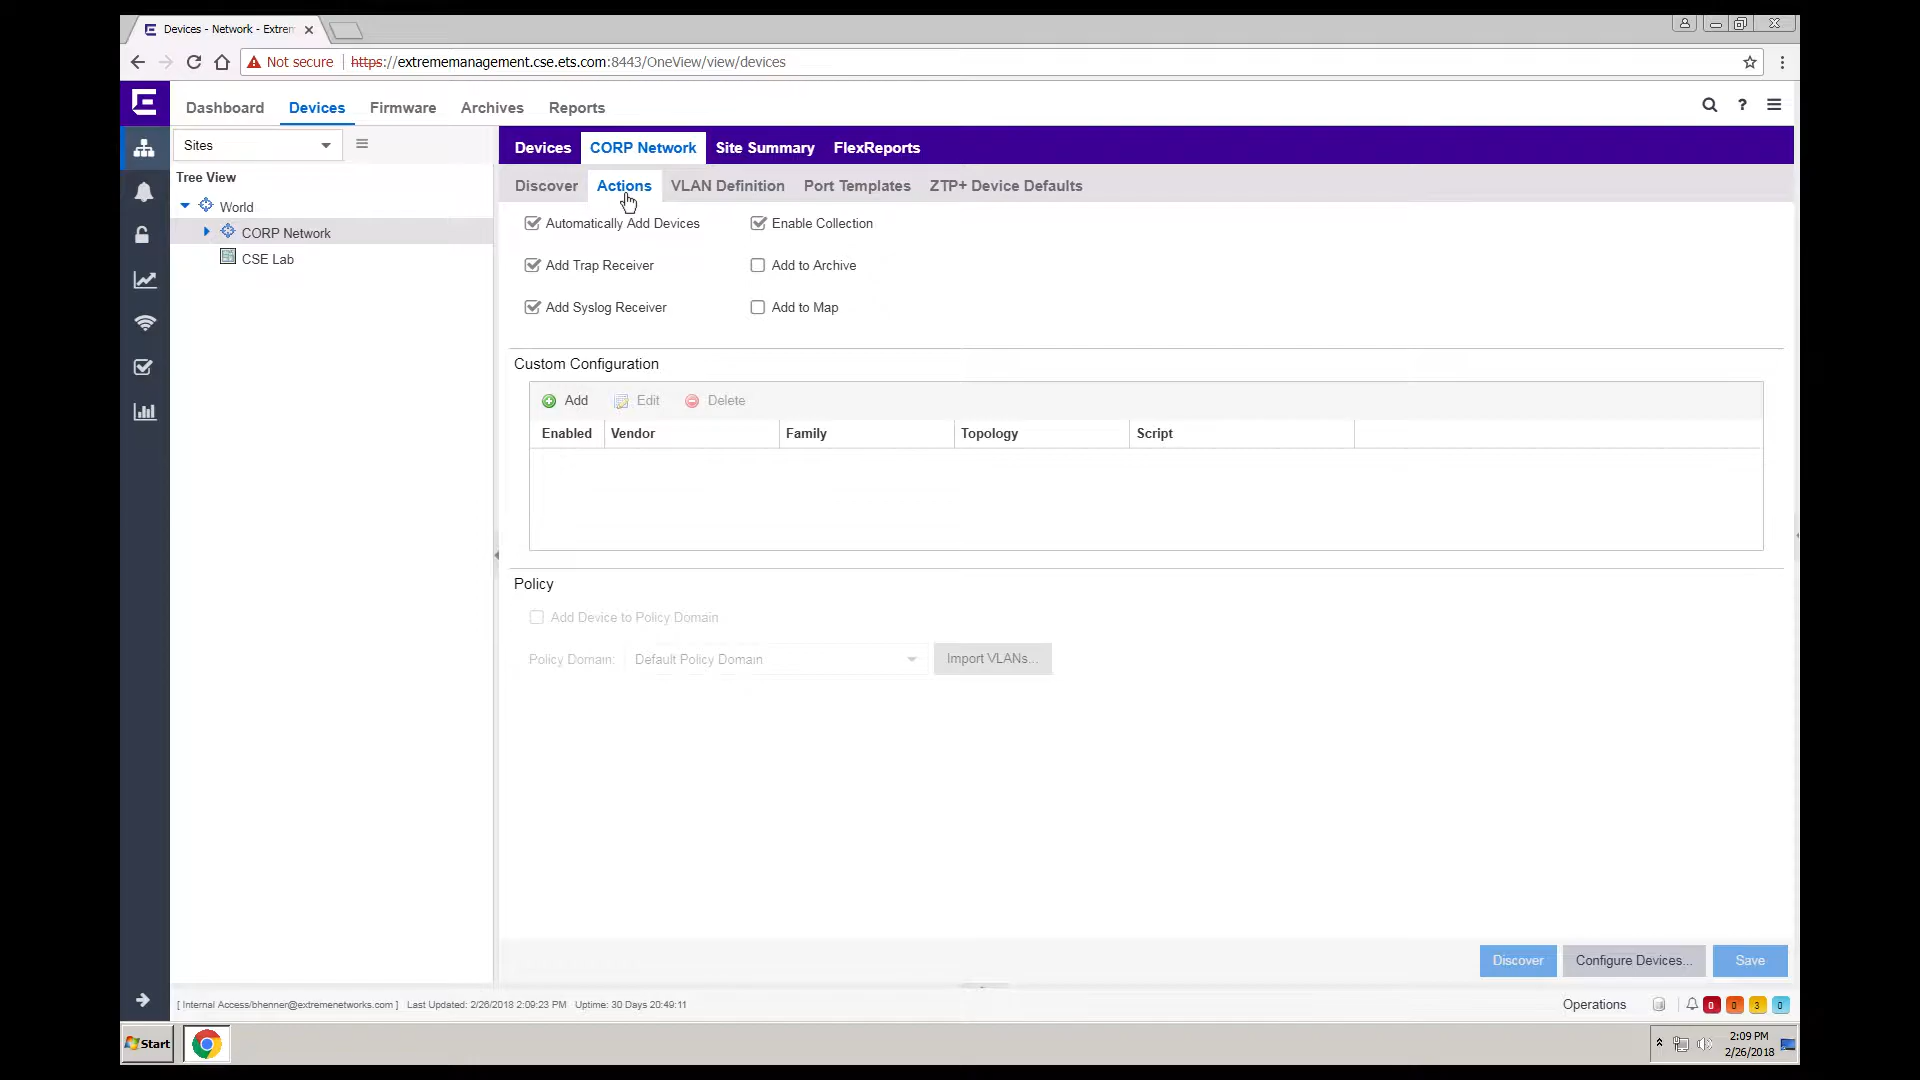 Devices - Network - Extrem
Not secure https://extrememanagement.cse.ets.com:8443/OneView/view/devices
Dashboard Devices Firmware Archives Reports
Sites
Devices CORP Network Site Summary FlexReports
Tree View
Discover Actions VLAN Definition Port Templates ZTP+ Device Defaults
World
CORP Network
CSE Lab
Automatically Add Devices Enable Collection
Add Trap Receiver Add to Archive
Add Syslog Receiver Add to Map
Custom Configuration
Add Edit Delete
Enabled Vendor Family Topology Script
Policy
Add Device to Policy Domain
Policy Domain: Default Policy Domain Import VLANs...
Discover Configure Devices... Save
[ Internal Access/bhenner@extremenetworks.com ] Last Updated: 2/26/2018 2:09:23 PM Uptime: 30 Days 20:49:11
Operations 0 0 3 0
Start
2:09 PM
2/26/2018